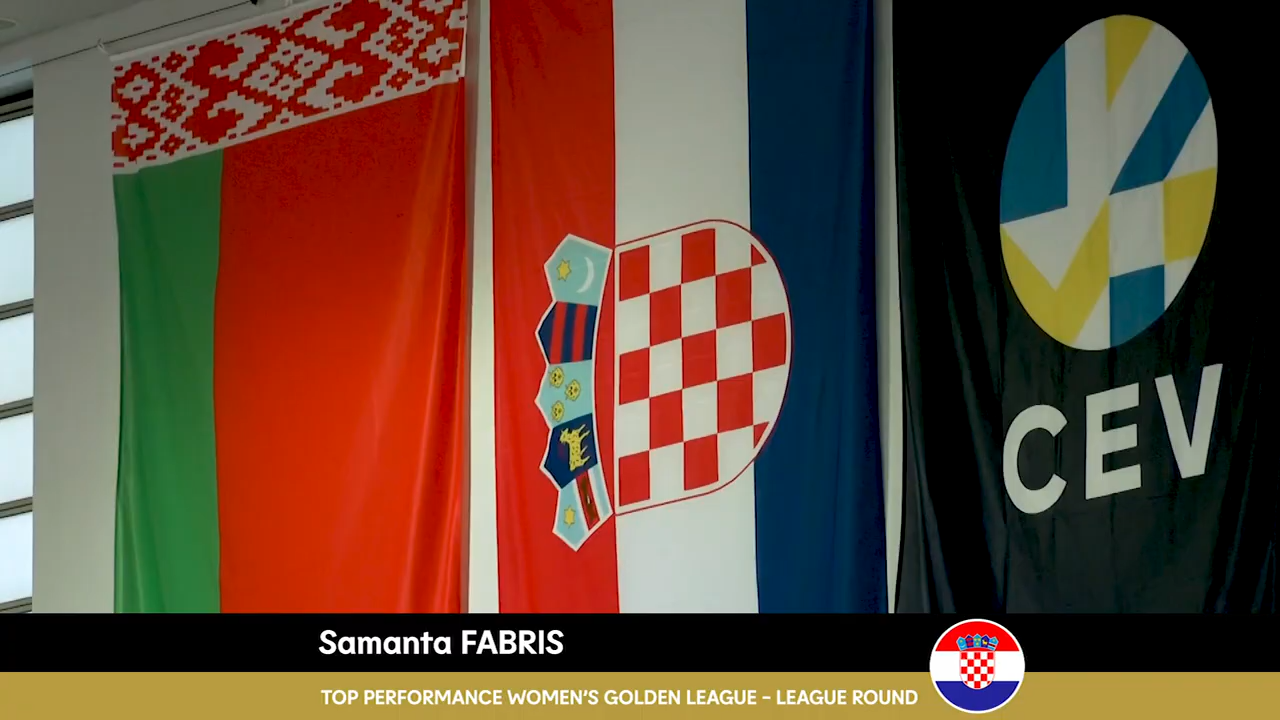 CEV
Samanta FABRIS
TOP PERFORMANCE WOMEN'S GOLDEN LEAGUE - LEAGUE ROUND